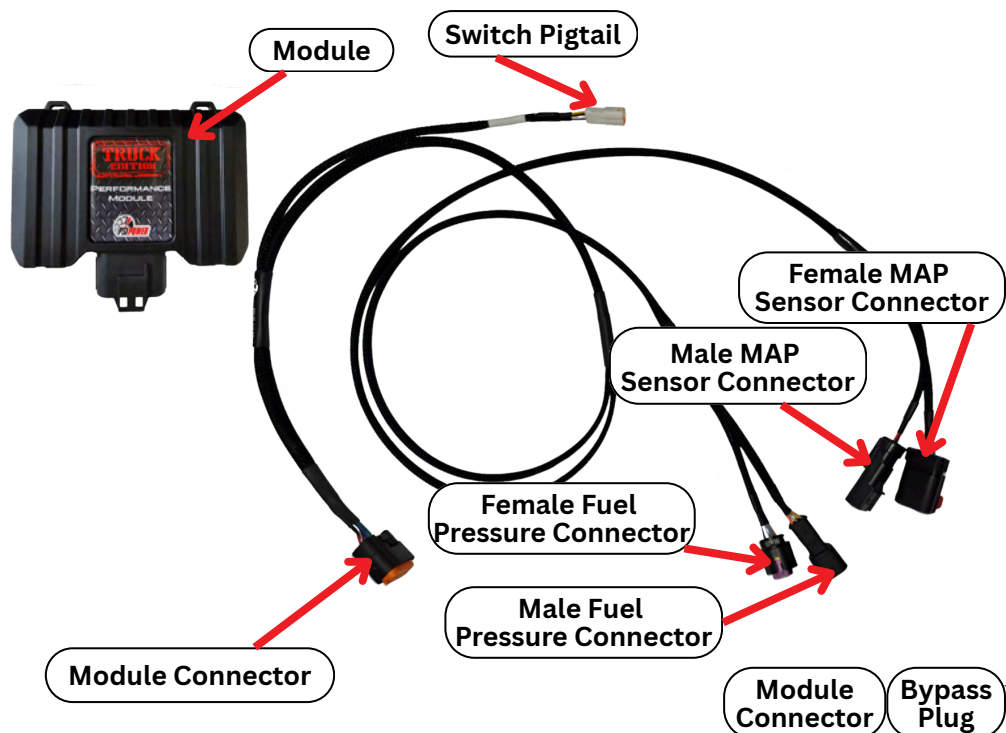 Switch Pigtail
Module
TRUCK
EDITION
PERFORMANCE
MODULE
PSIPOWER
Female MAP
Sensor Connector
Male MAP
Sensor Connector
Female Fuel
Pressure Connector
Male Fuel
Pressure Connector
Module Connector
Module
Connector
Bypass
Plug